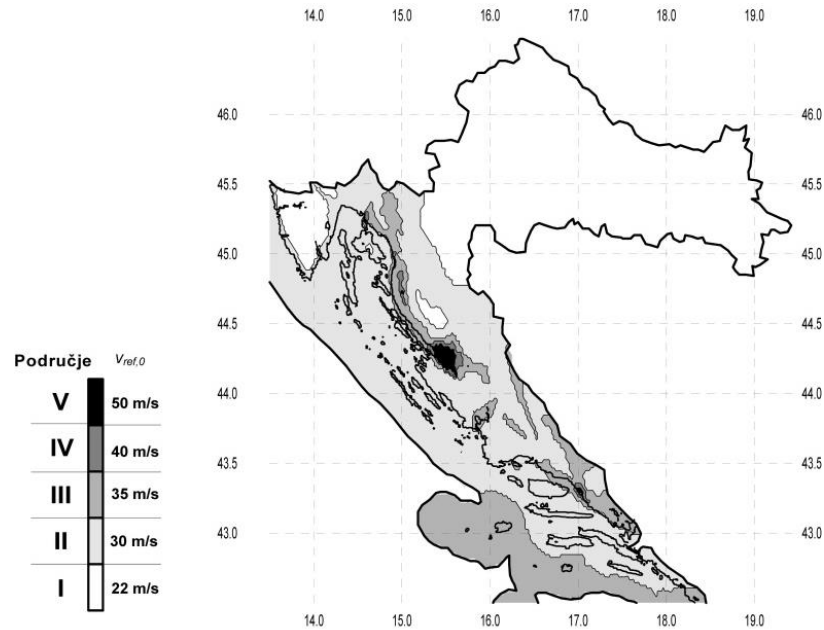 14.0 15.0 16.0 17.0 18.0 19.0
46.0 46.0
45.5 45.5
45.0 45.0
44.5 44.5
Područje Vref,0
V 50 m/s
44.0 44.0
IV 40 m/s
43.5 43.5
III 35 m/s
43.0 43.0
II 30 m/s
I 22 m/s
14.0 15.0 16.0 17.0 18.0 19.0